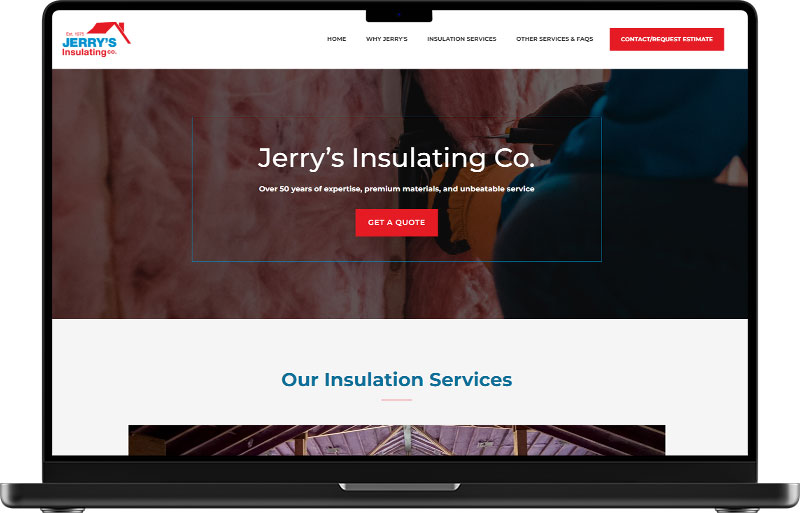 Est. 1975
JERRY'S
Insulating co.
HOME
WHY JERRY'S
INSULATION SERVICES
OTHER SERVICES & FAQS
CONTACT/REQUEST ESTIMATE
Jerry's Insulating Co.
Over 50 years of expertise, premium materials, and unbeatable service
GET A QUOTE
Our Insulation Services